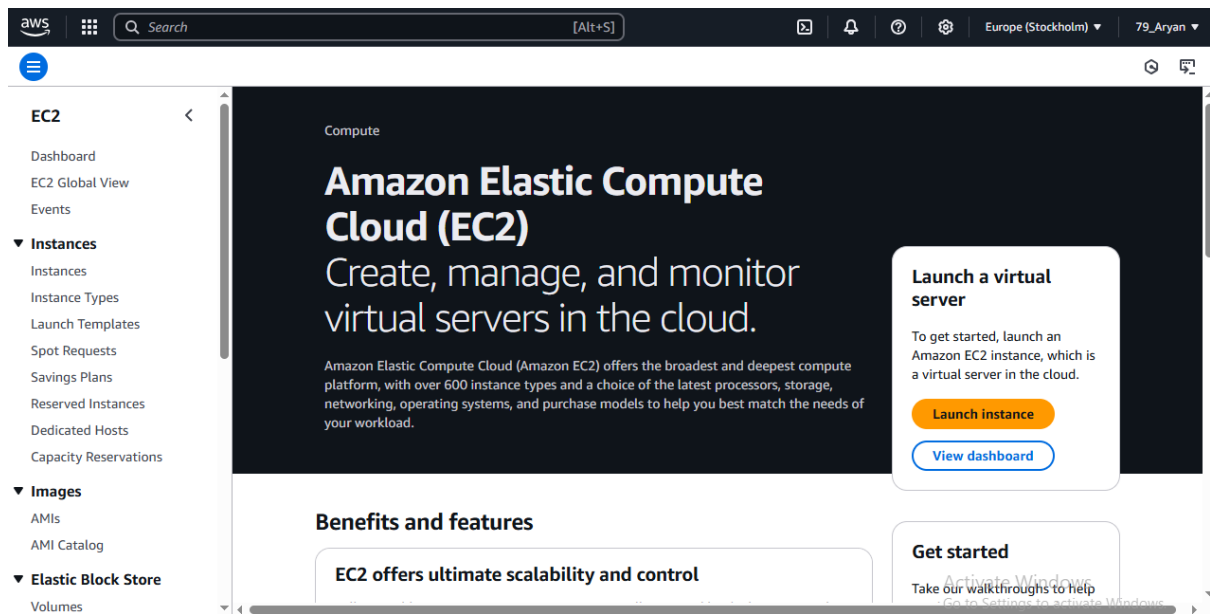 aws
Search [Alt+S]
Europe (Stockholm)
79_Aryan
EC2
Dashboard
EC2 Global View
Events
Instances
Instances
Instance Types
Launch Templates
Spot Requests
Savings Plans
Reserved Instances
Dedicated Hosts
Capacity Reservations
Images
AMIs
AMI Catalog
Elastic Block Store
Volumes
Compute
Amazon Elastic Compute
Cloud (EC2)
Create, manage, and monitor
virtual servers in the cloud.
Amazon Elastic Compute Cloud (Amazon EC2) offers the broadest and deepest compute
platform, with over 600 instance types and a choice of the latest processors, storage,
networking, operating systems, and purchase models to help you best match the needs of
your workload.
Launch a virtual
server
To get started, launch an
Amazon EC2 instance, which is
a virtual server in the cloud.
Launch instance
View dashboard
Benefits and features
EC2 offers ultimate scalability and control
Get started
Take our walkthroughs to help
Activate Windows
Go to Settings to activate Windows.